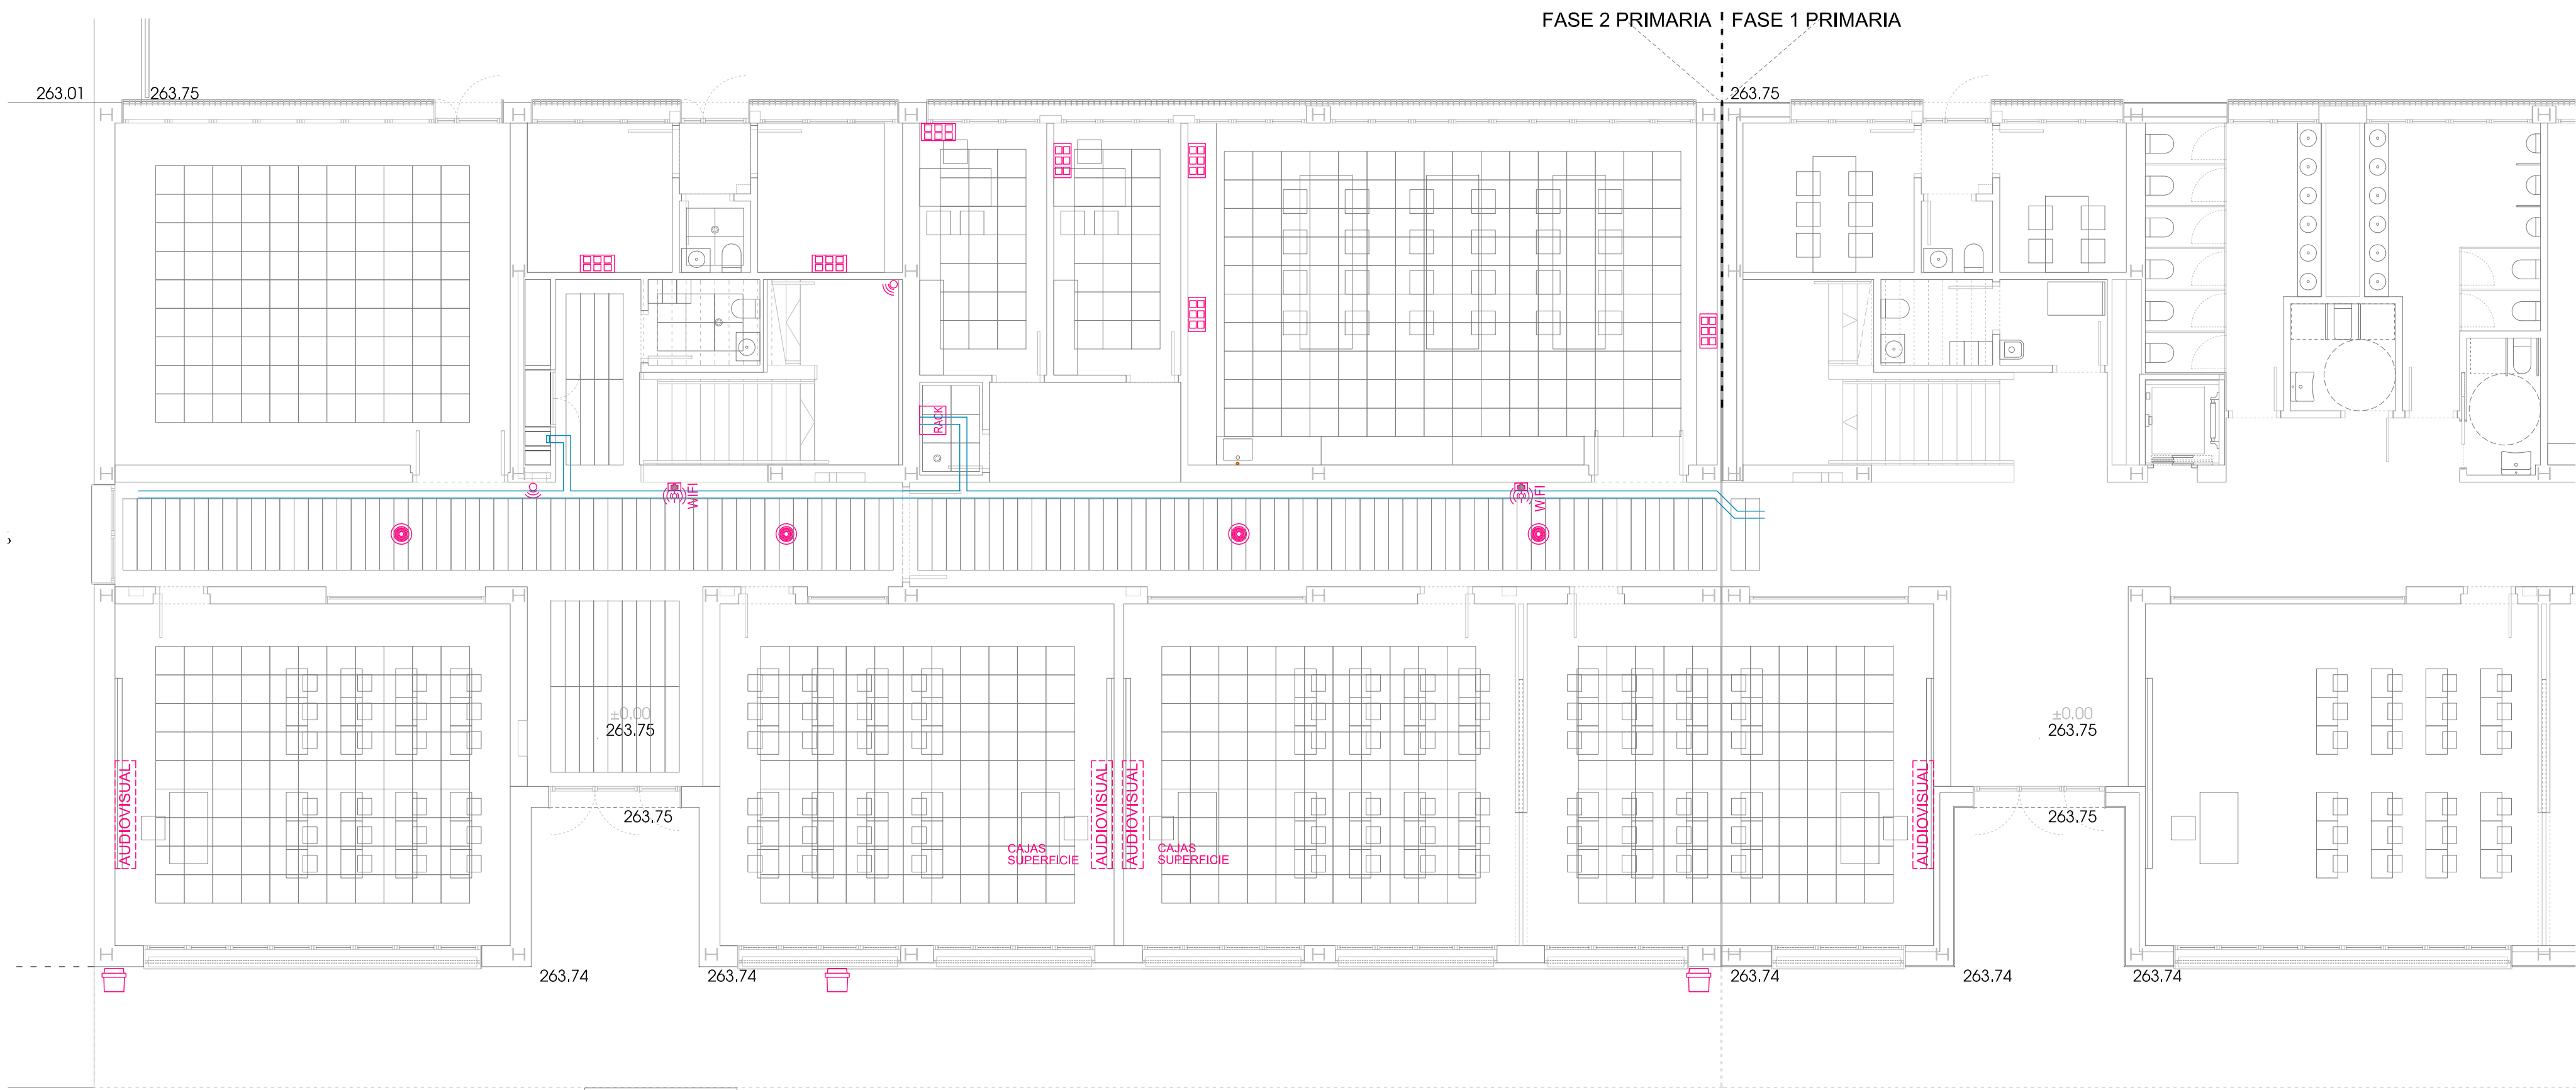 FASE 2 PRIMARIA
FASE 1 PRIMARIA
263.01
263.75
263.75
RACK
WIFI
WIFI
±0.00
263.75
±0.00
263.75
AUDIOVISUAL
263.75
CAJAS
SUPERFICIE
AUDIOVISUAL
AUDIOVISUAL
CAJAS
SUPERFICIE
AUDIOVISUAL
263.75
263.74
263.74
263.74
263.74
263.74